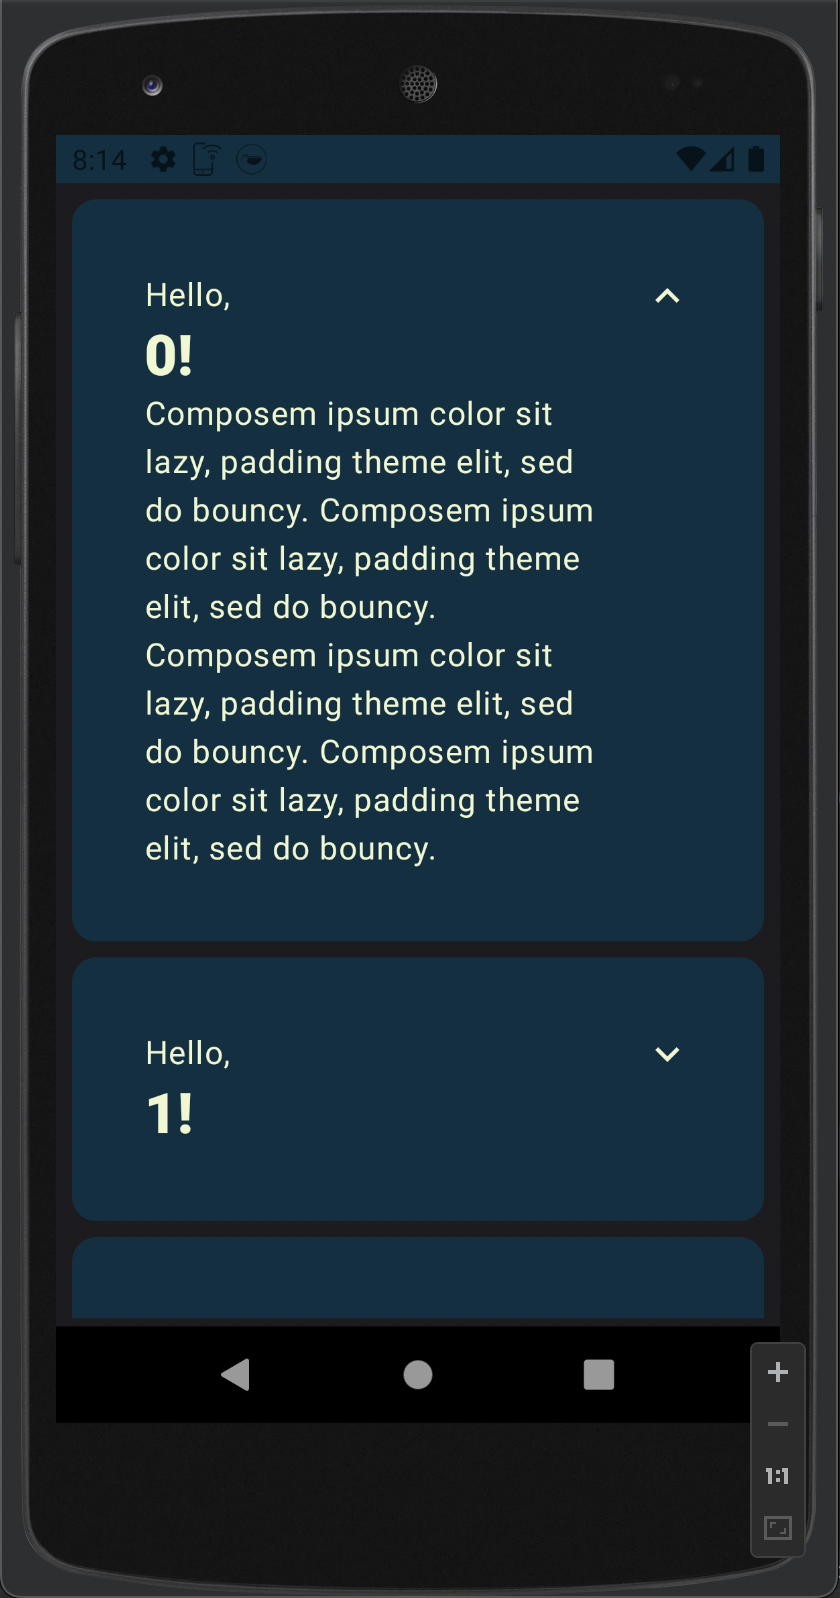 8:14
Hello,
0!
Composem ipsum color sit
lazy, padding theme elit, sed
do bouncy. Composem ipsum
color sit lazy, padding theme
elit, sed do bouncy.
Composem ipsum color sit
lazy, padding theme elit, sed
do bouncy. Composem ipsum
color sit lazy, padding theme
elit, sed do bouncy.
Hello,
1!
1:1